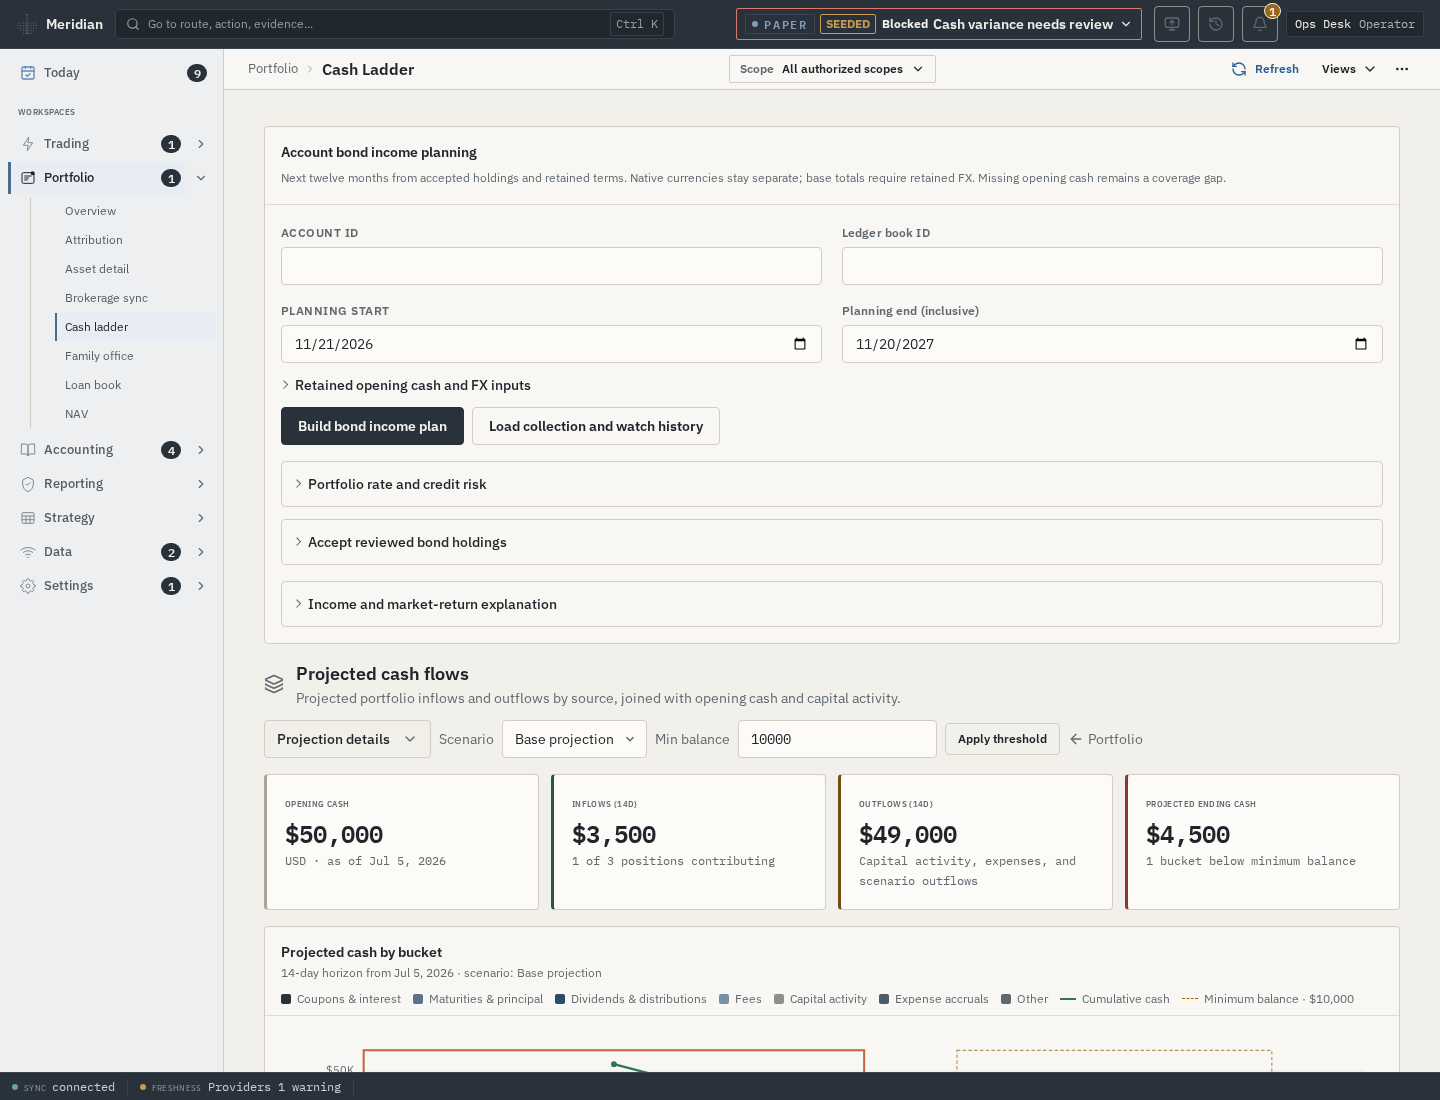 Meridian
Go to route, action, evidence...
Ctrl K
PAPER
SEEDED
Blocked Cash variance needs review
1
Ops Desk Operator
Today
9
WORKSPACES
Trading
1
Portfolio
1
Overview
Attribution
Asset detail
Brokerage sync
Cash ladder
Family office
Loan book
NAV
Accounting
4
Reporting
Strategy
Data
2
Settings
1
Portfolio
Cash Ladder
Scope All authorized scopes
Refresh
Views
Account bond income planning
Next twelve months from accepted holdings and retained terms. Native currencies stay separate; base totals require retained FX. Missing opening cash remains a coverage gap.
ACCOUNT ID
Ledger book ID
PLANNING START
Planning end (inclusive)
11/21/2026
11/20/2027
Retained opening cash and FX inputs
Build bond income plan
Load collection and watch history
Portfolio rate and credit risk
Accept reviewed bond holdings
Income and market-return explanation
Projected cash flows
Projected portfolio inflows and outflows by source, joined with opening cash and capital activity.
Projection details
Scenario
Base projection
Min balance
10000
Apply threshold
Portfolio
OPENING CASH
$50,000
USD · as of Jul 5, 2026
INFLOWS (14D)
$3,500
1 of 3 positions contributing
OUTFLOWS (14D)
$49,000
Capital activity, expenses, and
scenario outflows
PROJECTED ENDING CASH
$4,500
1 bucket below minimum balance
Projected cash by bucket
14-day horizon from Jul 5, 2026 · scenario: Base projection
Coupons & interest
Maturities & principal
Dividends & distributions
Fees
Capital activity
Expense accruals
Other
Cumulative cash
Minimum balance · $10,000
$50K
SYNC connected
FRESHNESS Providers 1 warning